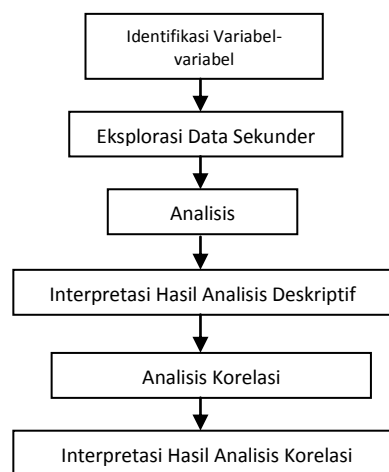 Identifikasi Variabel-
variabel
Eksplorasi Data Sekunder
Analisis
Interpretasi Hasil Analisis Deskriptif
Analisis Korelasi
Interpretasi Hasil Analisis Korelasi